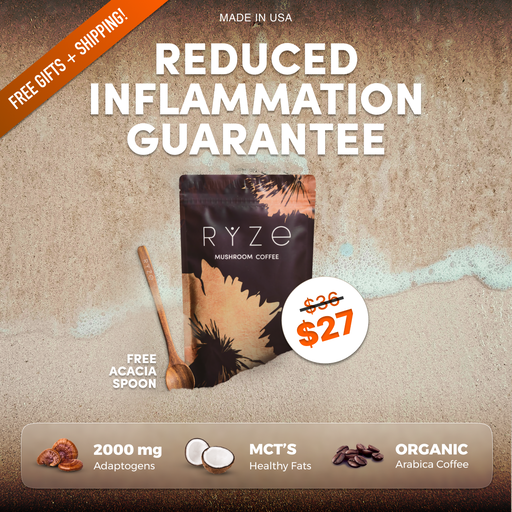 FREE GIFTS + SHIPPING!
MADE IN USA
REDUCED
INFLAMMATION
GUARANTEE
RYZE
MUSHROOM COFFEE
RYZE
$36
$27
FREE
ACACIA
SPOON
2000 mg
Adaptogens
MCT'S
Healthy Fats
ORGANIC
Arabica Coffee